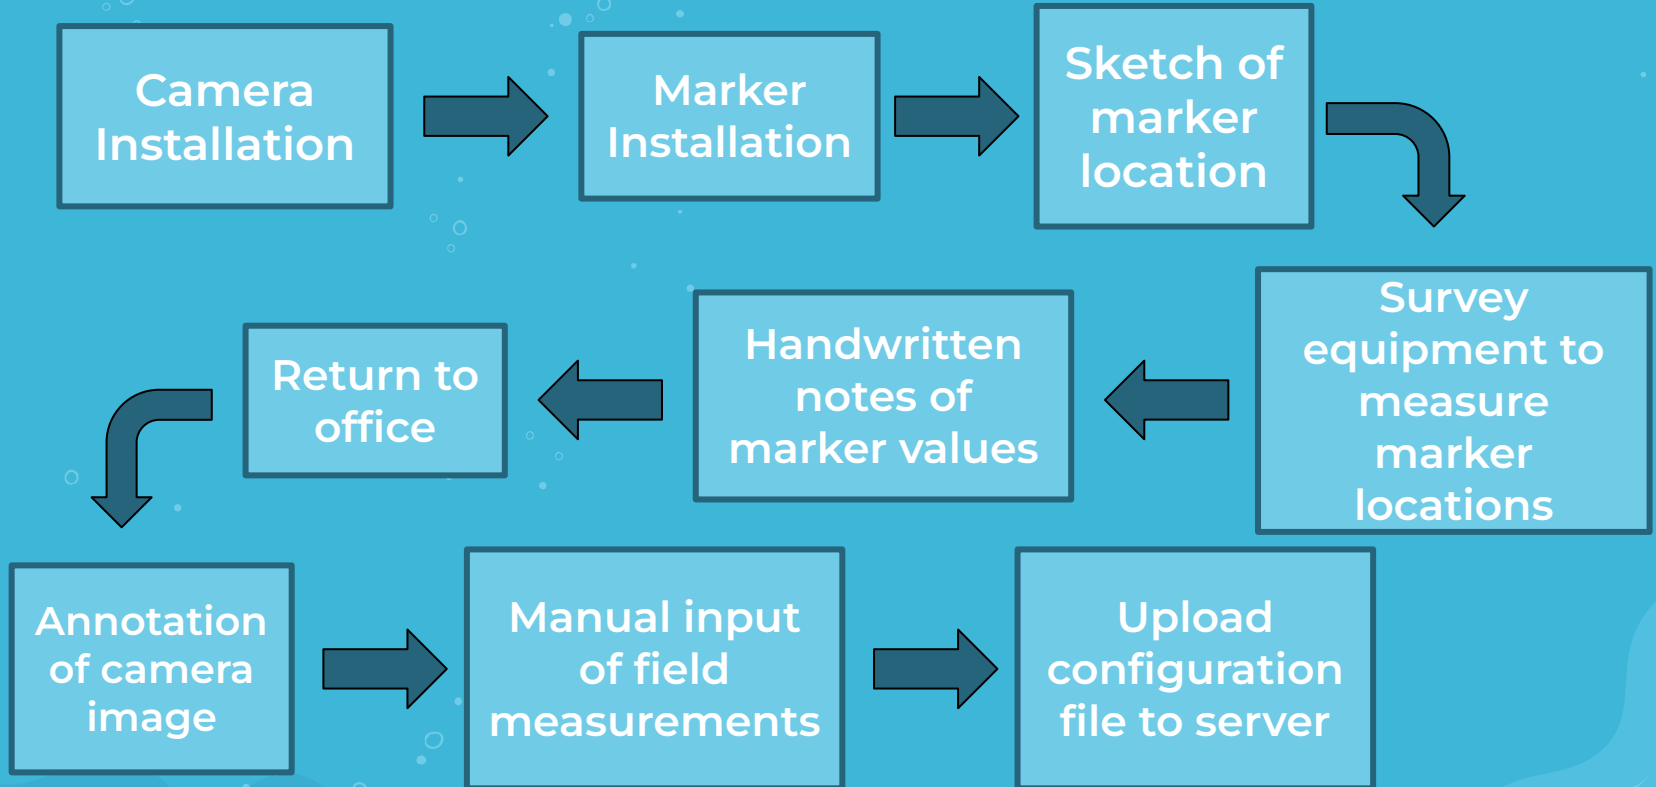 Camera
Installation
Marker
Installation
Sketch of
marker
location
Survey
equipment to
measure
marker
locations
Handwritten
notes of
marker values
Return to
office
Annotation
of camera
image
Manual input
of field
measurements
Upload
configuration
file to server